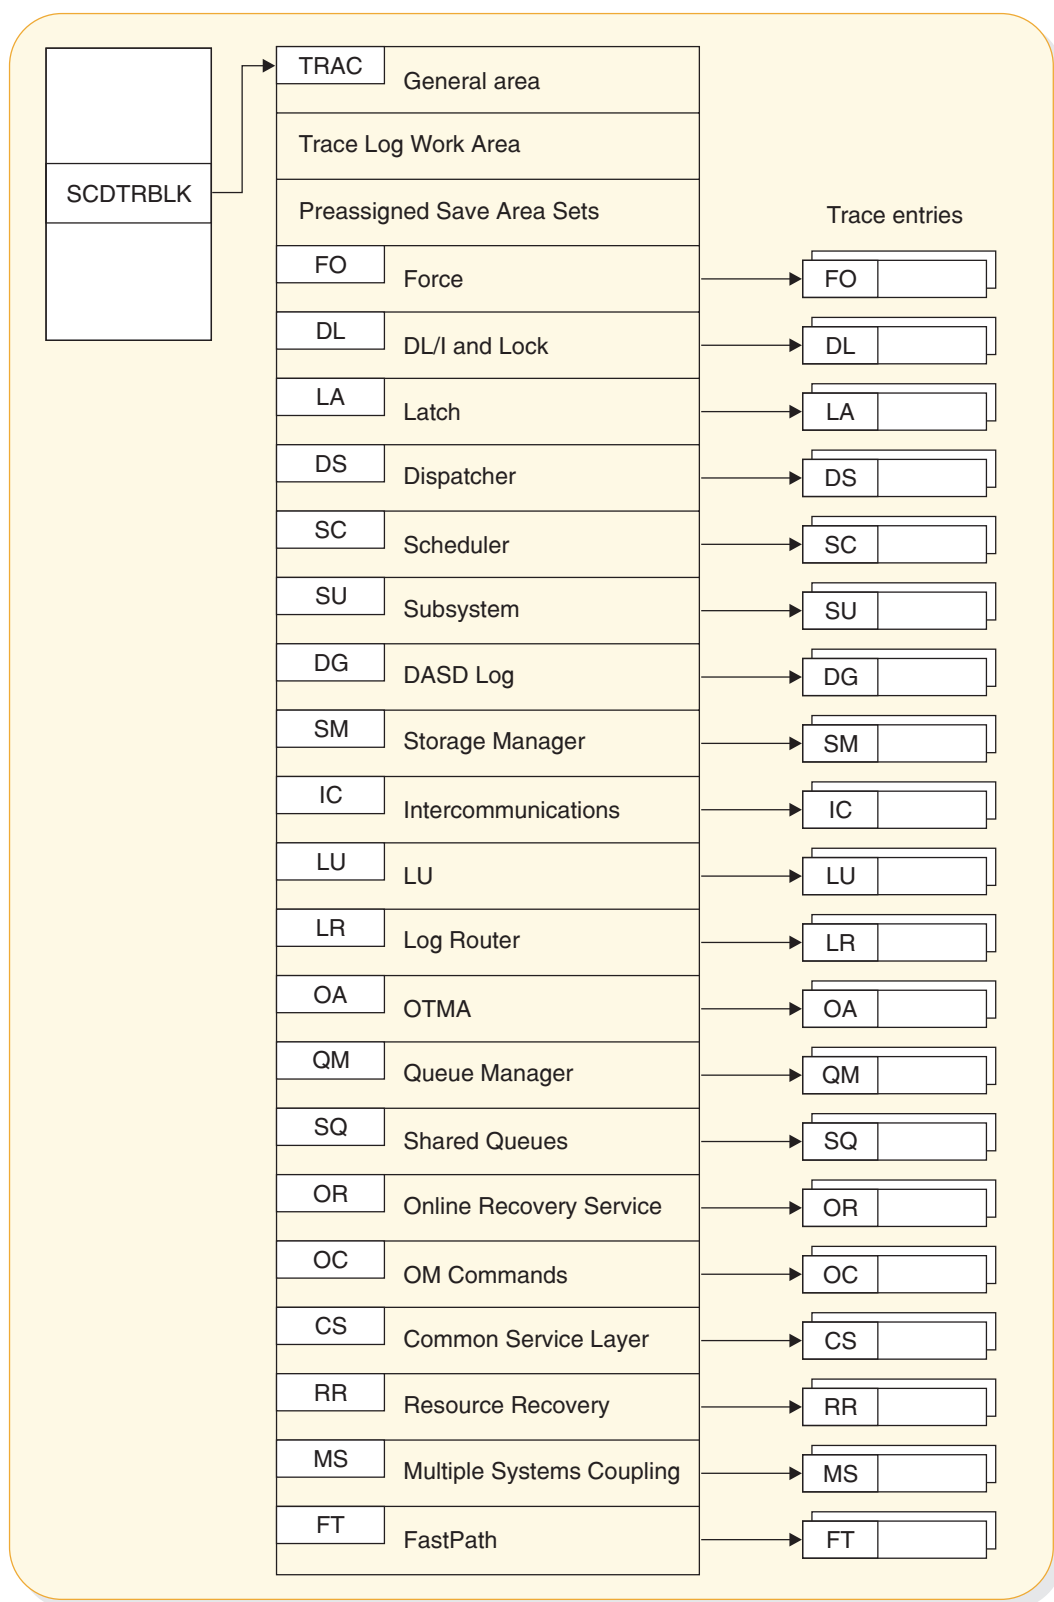 TRAC
General area
Trace Log Work Area
SCDTRBLK
Preassigned Save Area Sets
Trace entries
FO
Force
FO
DL
DL/I and Lock
DL
LA
Latch
LA
DS
Dispatcher
DS
SC
Scheduler
SC
SU
Subsystem
SU
DG
DASD Log
DG
SM
Storage Manager
SM
IC
Intercommunications
IC
LU
LU
LU
LR
Log Router
LR
OA
OTMA
OA
QM
Queue Manager
QM
SQ
Shared Queues
SQ
OR
Online Recovery Service
OR
OC
OM Commands
OC
CS
Common Service Layer
CS
RR
Resource Recovery
RR
MS
Multiple Systems Coupling
MS
FT
FastPath
FT